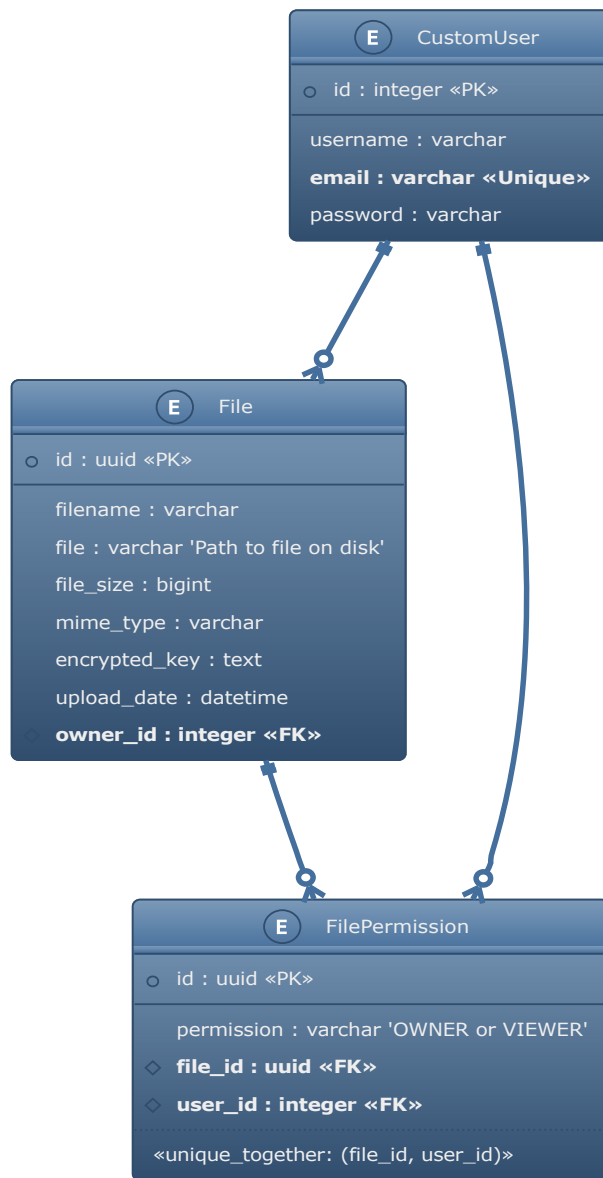 E CustomUser
id : integer «PK»
username : varchar
email : varchar «Unique»
password : varchar
E File
id : uuid «PK»
filename : varchar
file : varchar 'Path to file on disk'
file_size : bigint
mime_type : varchar
encrypted_key : text
upload_date : datetime
owner_id : integer «FK»
E FilePermission
id : uuid «PK»
permission : varchar 'OWNER or VIEWER'
file_id : uuid «FK»
user_id : integer «FK»
«unique_together: (file_id, user_id)»